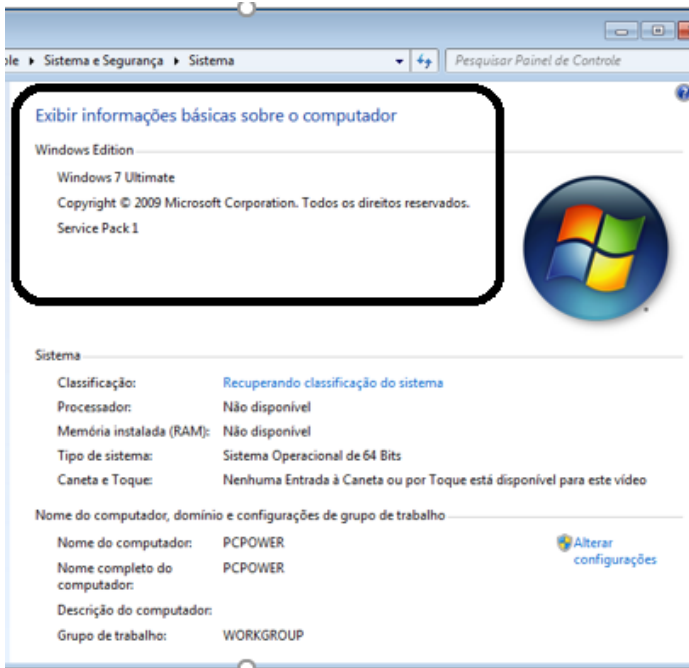 Sistema e Segurança ▸ Sistema
Pesquisar Painel de Controle
Exibir informações básicas sobre o computador
Windows Edition
Windows 7 Ultimate
Copyright © 2009 Microsoft Corporation. Todos os direitos reservados.
Service Pack 1
Sistema
Classificação: Recuperando classificação do sistema
Processador: Não disponível
Memória instalada (RAM): Não disponível
Tipo de sistema: Sistema Operacional de 64 Bits
Caneta e Toque: Nenhuma Entrada à Caneta ou por Toque está disponível para este vídeo
Nome do computador, domínio e configurações de grupo de trabalho
Nome do computador: PCPOWER
Alterar configurações
Nome completo do computador: PCPOWER
Descrição do computador:
Grupo de trabalho: WORKGROUP